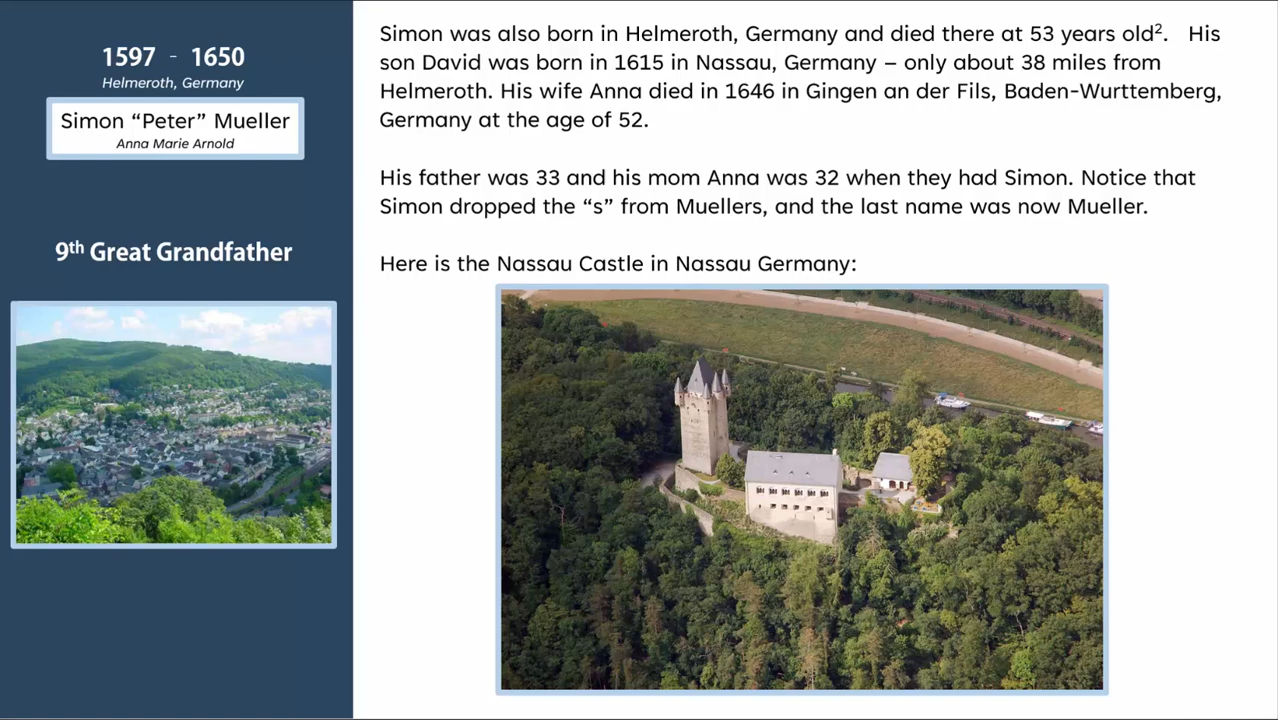 1597 - 1650
Helmeroth, Germany
Simon “Peter” Mueller
Anna Marie Arnold
9th Great Grandfather
Simon was also born in Helmeroth, Germany and died there at 53 years old2. His
son David was born in 1615 in Nassau, Germany – only about 38 miles from
Helmeroth. His wife Anna died in 1646 in Gingen an der Fils, Baden-Wurttemberg,
Germany at the age of 52.
His father was 33 and his mom Anna was 32 when they had Simon. Notice that
Simon dropped the “s” from Muellers, and the last name was now Mueller.
Here is the Nassau Castle in Nassau Germany: